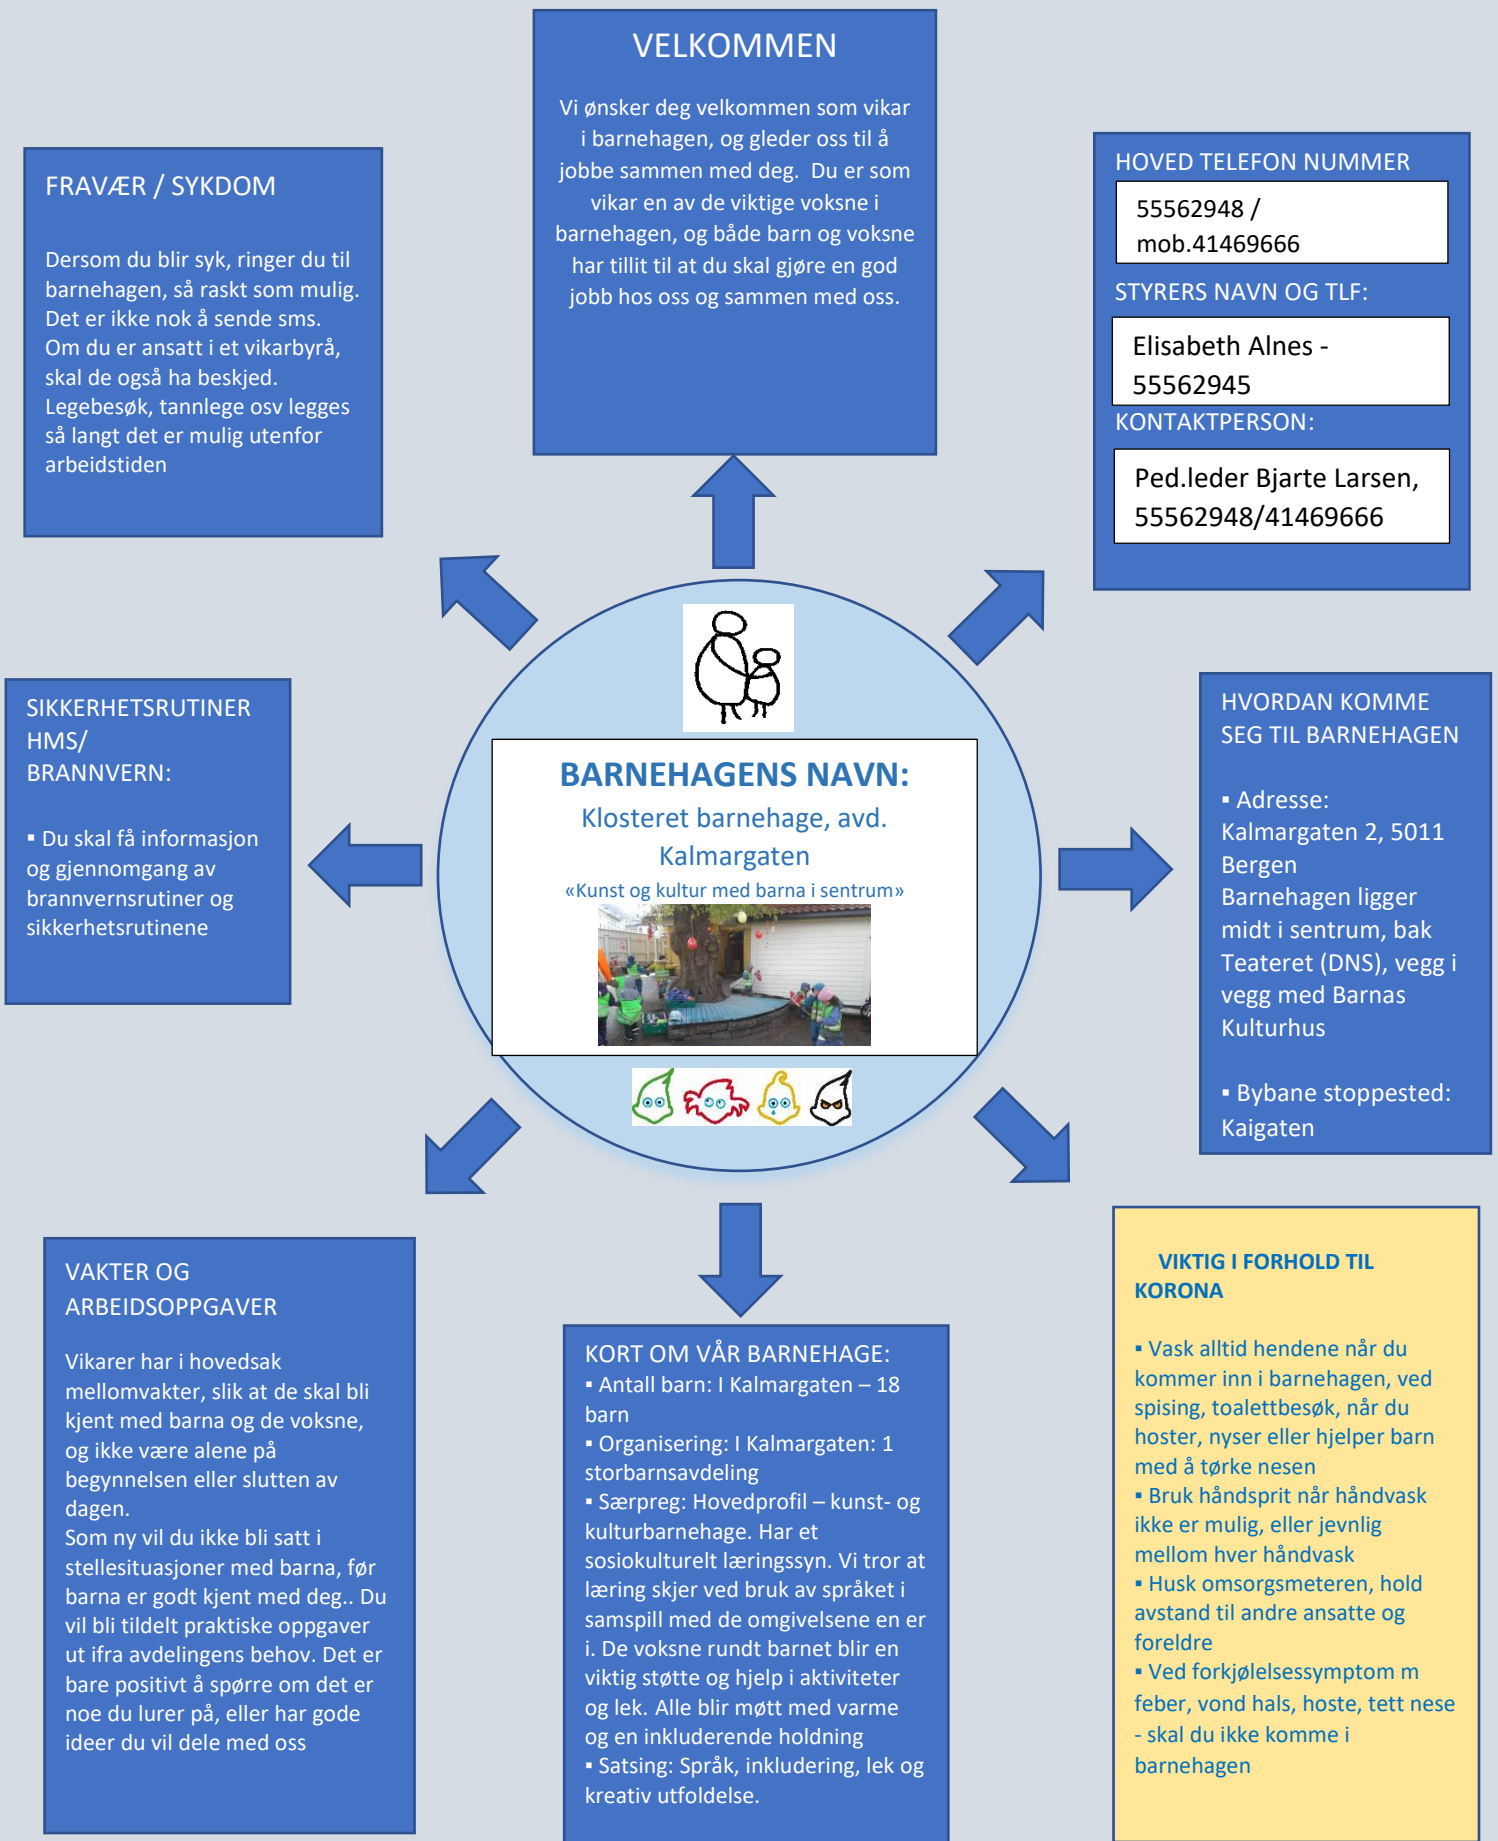 VELKOMMEN
Vi ønsker deg velkommen som vikar
i barnehagen, og gleder oss til å
jobbe sammen med deg.  Du er som
vikar en av de viktige voksne i
barnehagen, og både barn og voksne
har tillit til at du skal gjøre en god
jobb hos oss og sammen med oss.
FRAVÆR / SYKDOM
Dersom du blir syk, ringer du til
barnehagen, så raskt som mulig.
Det er ikke nok å sende sms.
Om du er ansatt i et vikarbyrå,
skal de også ha beskjed.
Legebesøk, tannlege osv legges
så langt det er mulig utenfor
arbeidstiden
HOVED TELEFON NUMMER
55562948 /
mob.41469666
STYRERS NAVN OG TLF:
Elisabeth Alnes -
55562945
KONTAKTPERSON:
Ped.leder Bjarte Larsen,
55562948/41469666
SIKKERHETSRUTINER
HMS/
BRANNVERN:
▪ Du skal få informasjon
og gjennomgang av
brannvernsrutiner og
sikkerhetsrutinene
BARNEHAGENS NAVN:
Klosteret barnehage, avd.
Kalmargaten
«Kunst og kultur med barna i sentrum»
HVORDAN KOMME
SEG TIL BARNEHAGEN
▪ Adresse:
Kalmargaten 2, 5011
Bergen
Barnehagen ligger
midt i sentrum, bak
Teateret (DNS), vegg i
vegg med Barnas
Kulturhus
▪ Bybane stoppested:
Kaigaten
VAKTER OG
ARBEIDSOPPGAVER
Vikarer har i hovedsak
mellomvakter, slik at de skal bli
kjent med barna og de voksne,
og ikke være alene på
begynnelsen eller slutten av
dagen.
Som ny vil du ikke bli satt i
stellesituasjoner med barna, før
barna er godt kjent med deg.. Du
vil bli tildelt praktiske oppgaver
ut ifra avdelingens behov. Det er
bare positivt å spørre om det er
noe du lurer på, eller har gode
ideer du vil dele med oss
KORT OM VÅR BARNEHAGE:
▪ Antall barn: I Kalmargaten – 18
barn
▪ Organisering: I Kalmargaten: 1
storbarnsavdeling
▪ Særpreg: Hovedprofil – kunst- og
kulturbarnehage. Har et
sosiokulturelt læringssyn. Vi tror at
læring skjer ved bruk av språket i
samspill med de omgivelsene en er
i. De voksne rundt barnet blir en
viktig støtte og hjelp i aktiviteter
og lek. Alle blir møtt med varme
og en inkluderende holdning
▪ Satsing: Språk, inkludering, lek og
kreativ utfoldelse.
VIKTIG I FORHOLD TIL
KORONA
▪ Vask alltid hendene når du
kommer inn i barnehagen, ved
spising, toalettbesøk, når du
hoster, nyser eller hjelper barn
med å tørke nesen
▪ Bruk håndsprit når håndvask
ikke er mulig, eller jevnlig
mellom hver håndvask
▪ Husk omsorgsmeteren, hold
avstand til andre ansatte og
foreldre
▪ Ved forkjølelsessymptom m
feber, vond hals, hoste, tett nese
- skal du ikke komme i
barnehagen